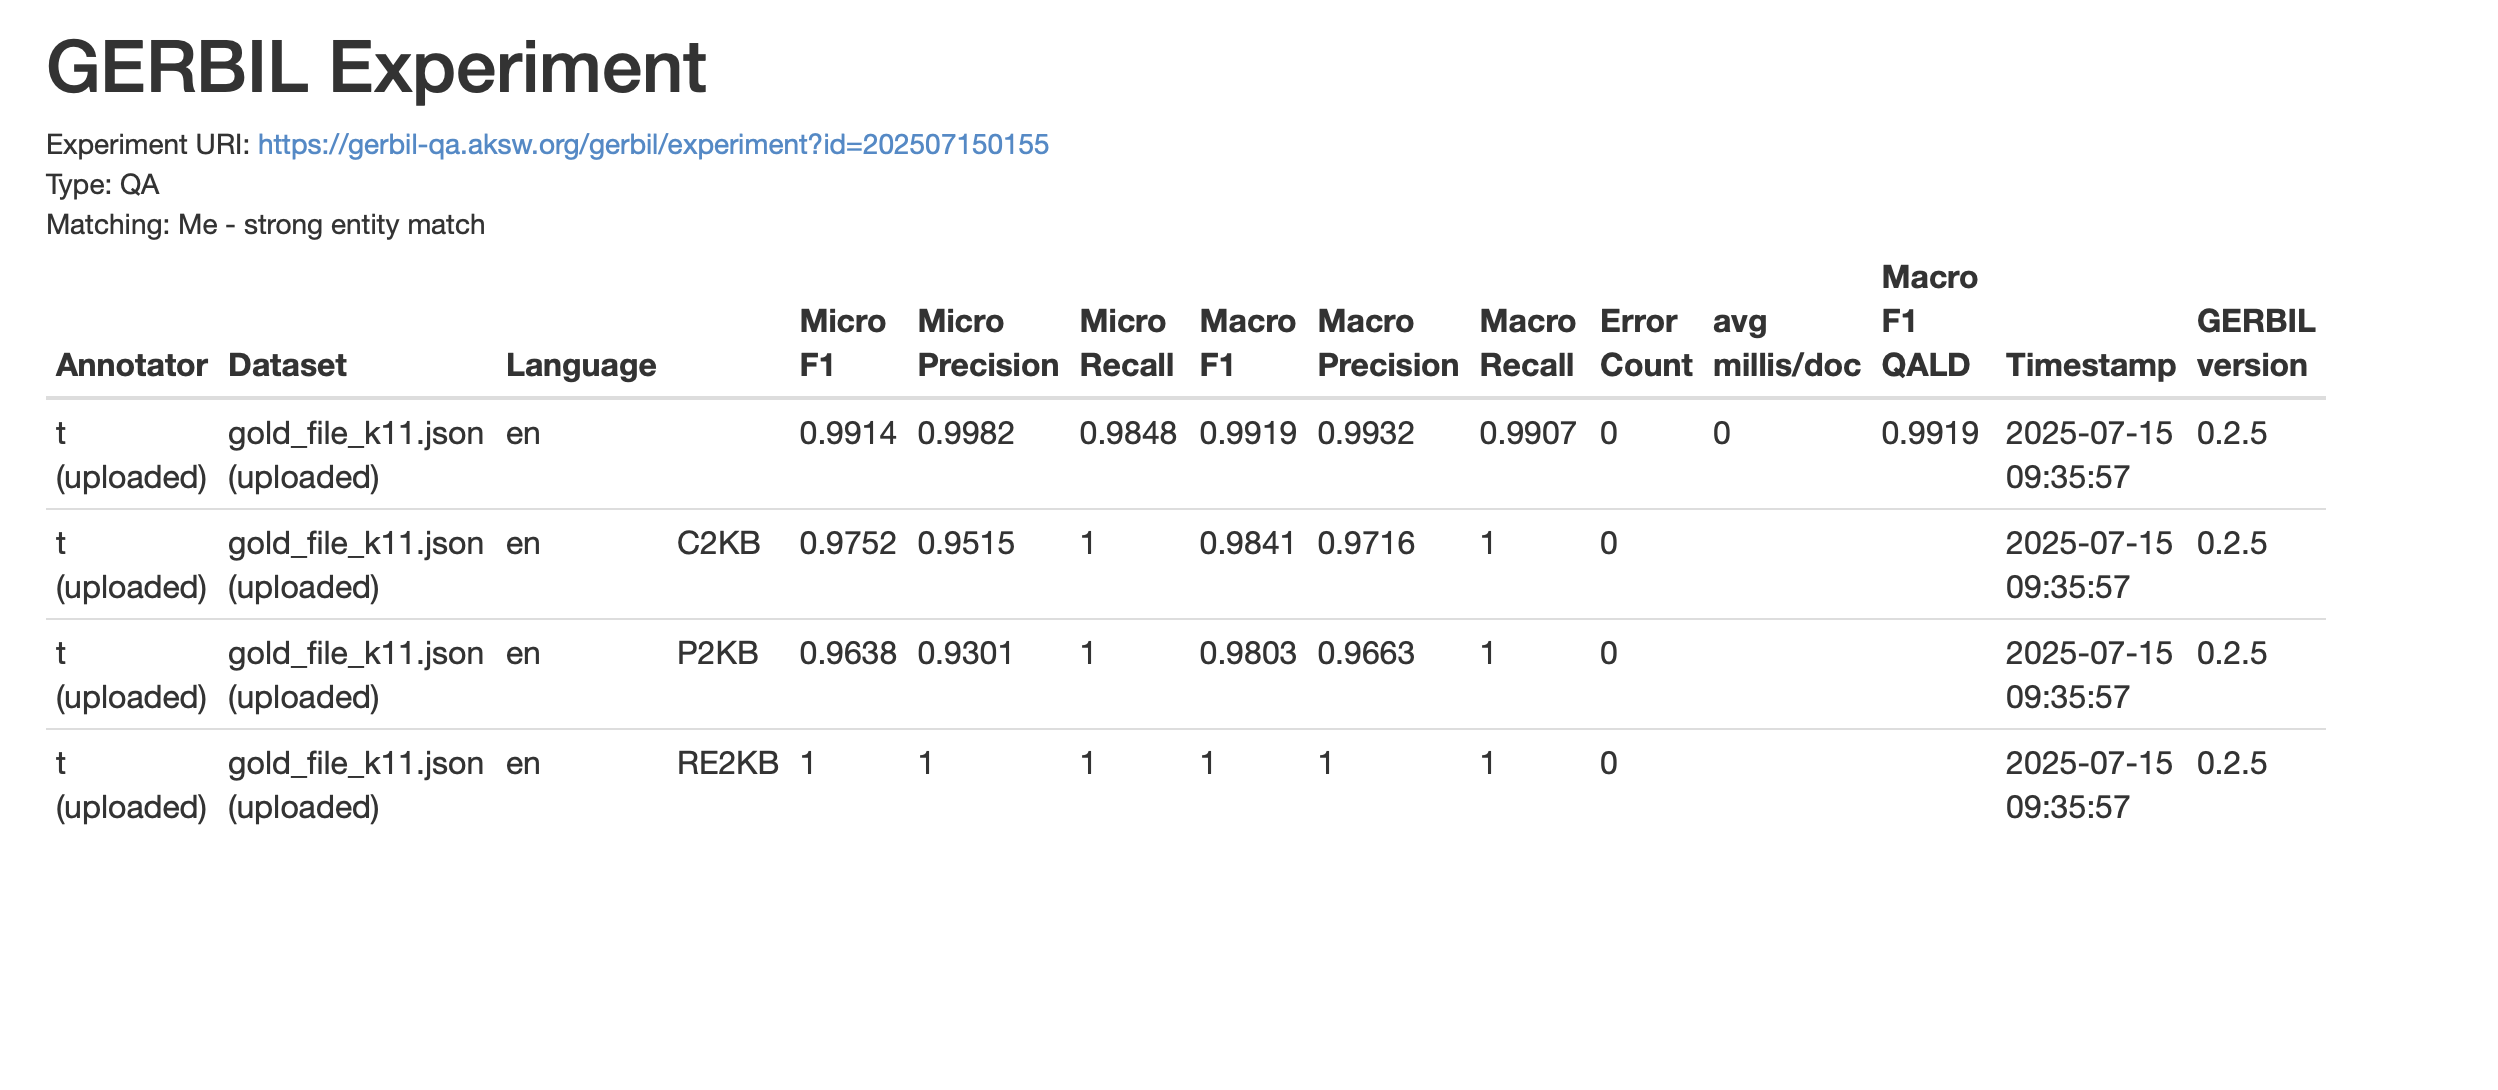 GERBIL Experiment
Experiment URI: https://gerbil-qa.aksw.org/gerbil/experiment?id=202507150155
Type: QA
Matching: Me - strong entity match
Macro
Micro Micro Micro Macro Macro Macro Error avg F1 GERBIL
Annotator Dataset Language F1 Precision Recall F1 Precision Recall Count millis/doc QALD Timestamp version
t gold_file_k11.json en 0.9914 0.9982 0.9848 0.9919 0.9932 0.9907 0 0 0.9919 2025-07-15 0.2.5
(uploaded) (uploaded) 09:35:57
t gold_file_k11.json en C2KB 0.9752 0.9515 1 0.9841 0.9716 1 0 2025-07-15 0.2.5
(uploaded) (uploaded) 09:35:57
t gold_file_k11.json en P2KB 0.9638 0.9301 1 0.9803 0.9663 1 0 2025-07-15 0.2.5
(uploaded) (uploaded) 09:35:57
t gold_file_k11.json en RE2KB 1 1 1 1 1 1 0 2025-07-15 0.2.5
(uploaded) (uploaded) 09:35:57